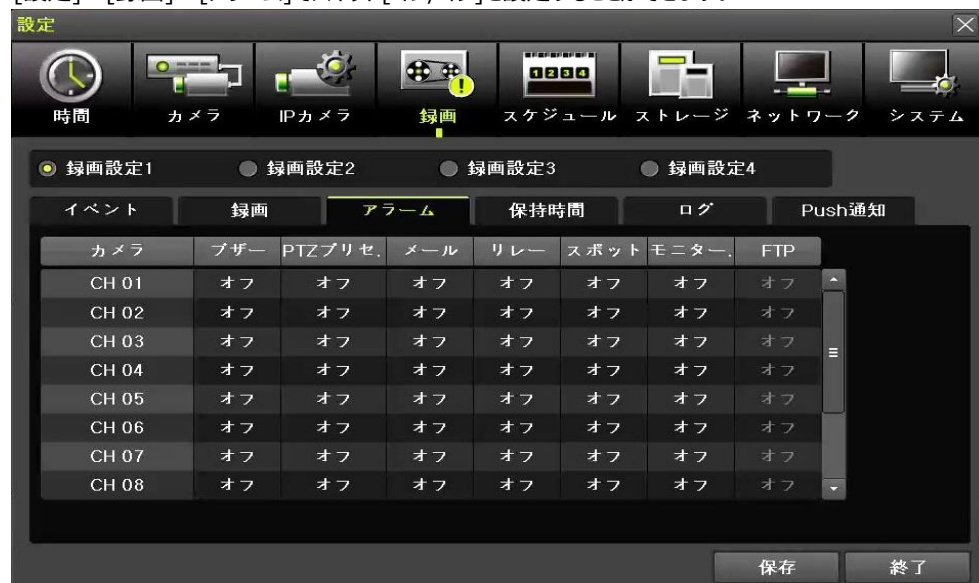 設定
時間 カメラ IPカメラ 録画 スケジュール ストレージ ネットワーク システム
1 2 3 4
録画設定1 録画設定2 録画設定3 録画設定4
イベント 録画 アラーム 保持時間 ログ Push通知
カメラ ブザー PTZプリセ. メール リレー スポット モニター. FTP
CH 01 オフ オフ オフ オフ オフ オフ オフ
CH 02 オフ オフ オフ オフ オフ オフ オフ
CH 03 オフ オフ オフ オフ オフ オフ オフ
CH 04 オフ オフ オフ オフ オフ オフ オフ
CH 05 オフ オフ オフ オフ オフ オフ オフ
CH 06 オフ オフ オフ オフ オフ オフ オフ
CH 07 オフ オフ オフ オフ オフ オフ オフ
CH 08 オフ オフ オフ オフ オフ オフ オフ
保存 終了